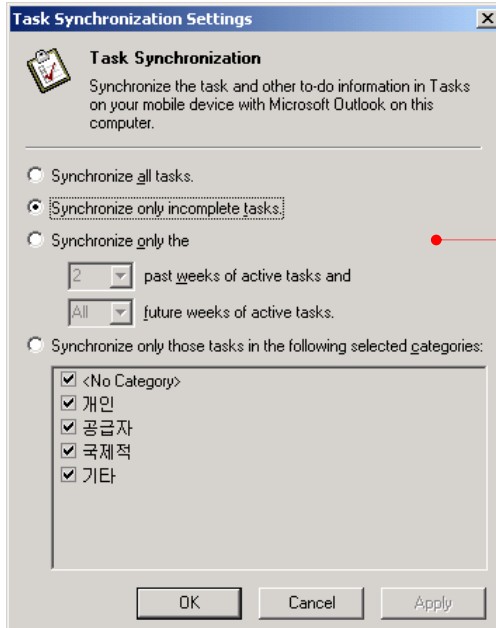 Task Synchronization Settings
Task Synchronization
Synchronize the task and other to-do information in Tasks
on your mobile device with Microsoft Outlook on this
computer.
Synchronize all tasks.
Synchronize only incomplete tasks.
Synchronize only the
2 past weeks of active tasks and
All future weeks of active tasks.
Synchronize only those tasks in the following selected categories:
<No Category>
개인
공급자
국제적
기타
OK Cancel Apply